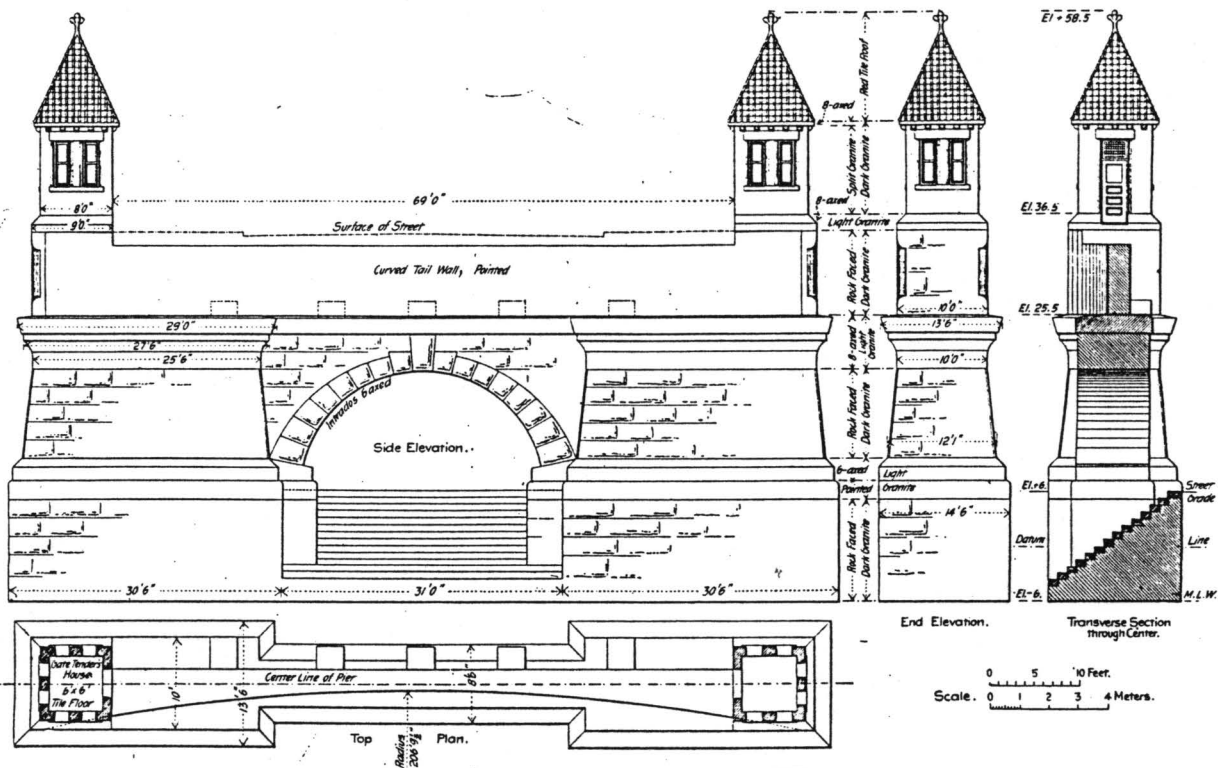 El + 58.5
Red Tile Roof
8-axed
Split Granite
Dark Granite
69'0"
8'0"
8-axed
El. 36.5
9'0"
Light Granite
Surface of Street
Curved Tail Wall, Pointed
Rock Faced
Dark Granite
10'0"
El. 25.5
29'0"
13'6"
27'6"
8-axed
Light Granite
25'6"
10'0"
Intrados 6 axed
Rock Faced
Dark Granite
Side Elevation.
12'1"
6-axed
Light
Pointed
Granite
El.+6.
Street
Grade
14'6"
Rock Faced
Dark Granite
Datum
Line
30'6"
31'0"
30'6"
El.-6.
M.L.W.
End Elevation.
Transverse Section
through Center.
Gate Tenders
House
6' x 6'
Tile Floor
10'
13'6"
Center Line of Pier
8'6"
Top Plan.
Radius
Scale.
0 5 10 Feet.
0 1 2 3 4 Meters.